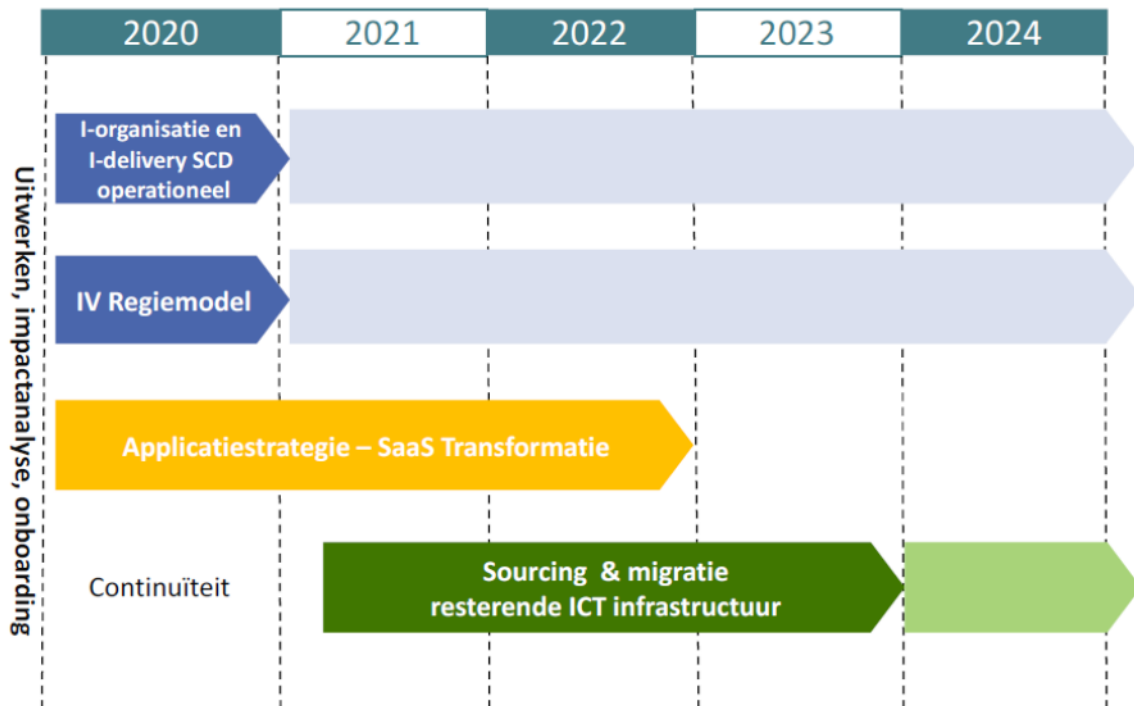 2020 2021 2022 2023 2024
Uitwerken, impactanalyse, onboarding
I-organisatie en
I-delivery SCD
operationeel
IV Regiemodel
Applicatiestrategie – SaaS Transformatie
Continuïteit
Sourcing & migratie
resterende ICT infrastructuur